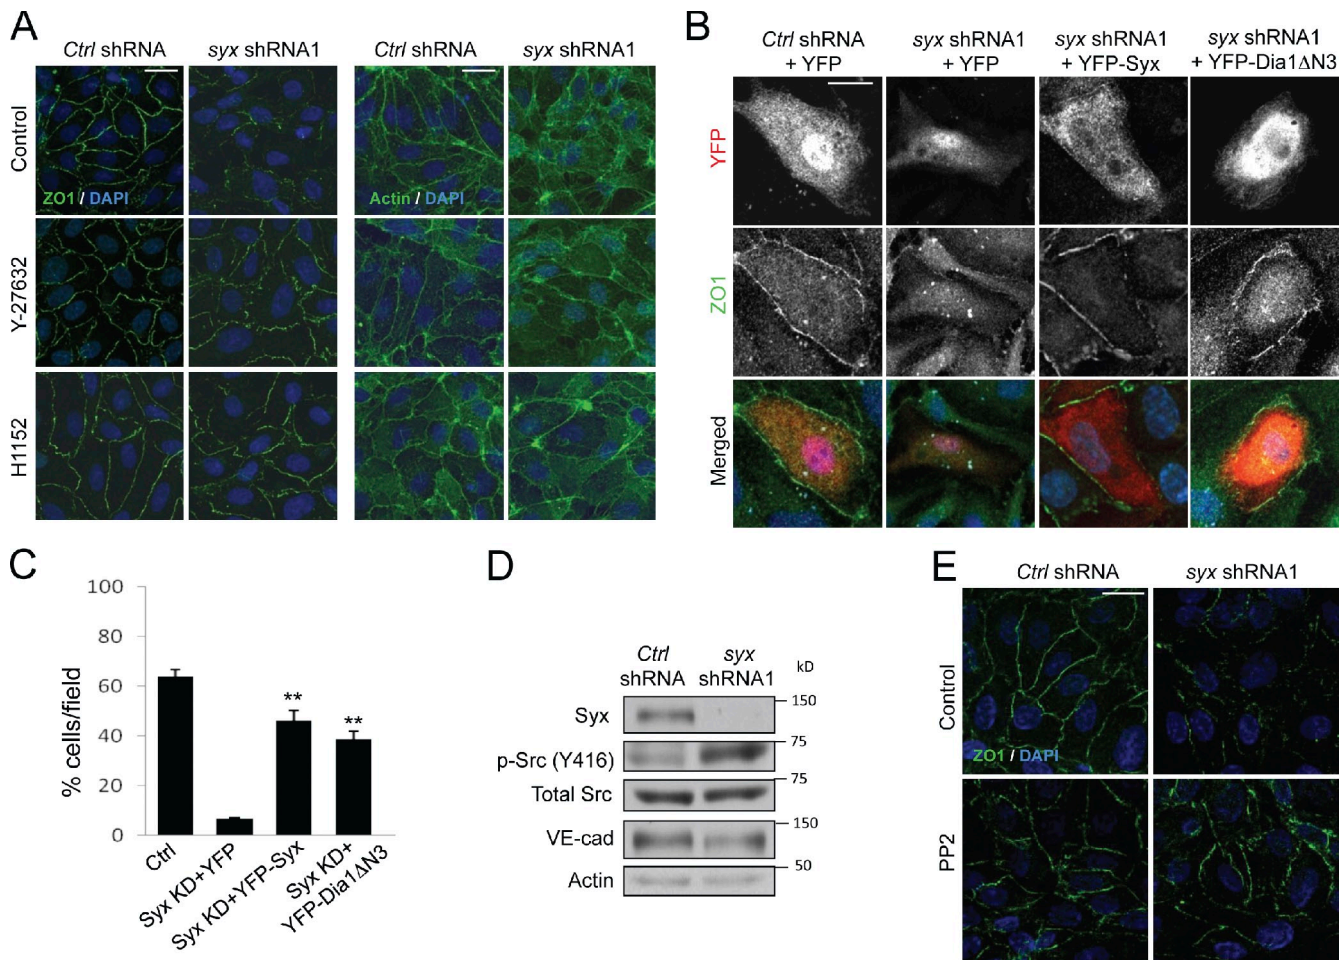 A
Ctrl shRNA
syx shRNA1
Ctrl shRNA
syx shRNA1
Control
ZO1 / DAPI
Actin / DAPI
Y-27632
H1152
B
Ctrl shRNA
+ YFP
syx shRNA1
+ YFP
syx shRNA1
+ YFP-Syx
syx shRNA1
+ YFP-Dia1ΔN3
YFP
ZO1
Merged
C
% cells/field
100
80
60
40
20
0
**
**
Ctrl
Syx KD+YFP
Syx KD+YFP-Syx
Syx KD+
YFP-Dia1ΔN3
D
Ctrl
shRNA
syx
shRNA1
kD
Syx
150
p-Src (Y416)
75
Total Src
75
VE-cad
150
Actin
50
E
Ctrl shRNA
syx shRNA1
Control
ZO1 / DAPI
PP2